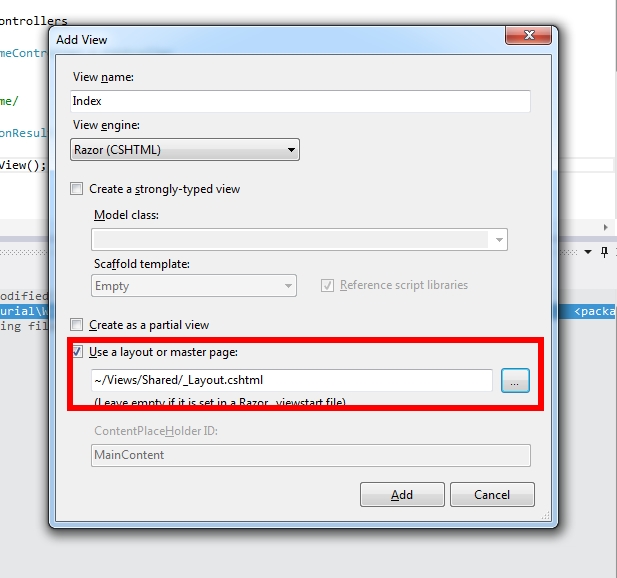 ontrollers
Add View
meContr
View name:
Index
me/
View engine:
onResul
Razor (CSHTML)
View();
Create a strongly-typed view
Model class:
Scaffold template:
Empty
Reference script libraries
odified
urial\W
<packa
ing fil
Create as a partial view
Use a layout or master page:
~/Views/Shared/_Layout.cshtml
...
(Leave empty if it is set in a Razor _viewstart file)
ContentPlaceHolder ID:
MainContent
Add
Cancel